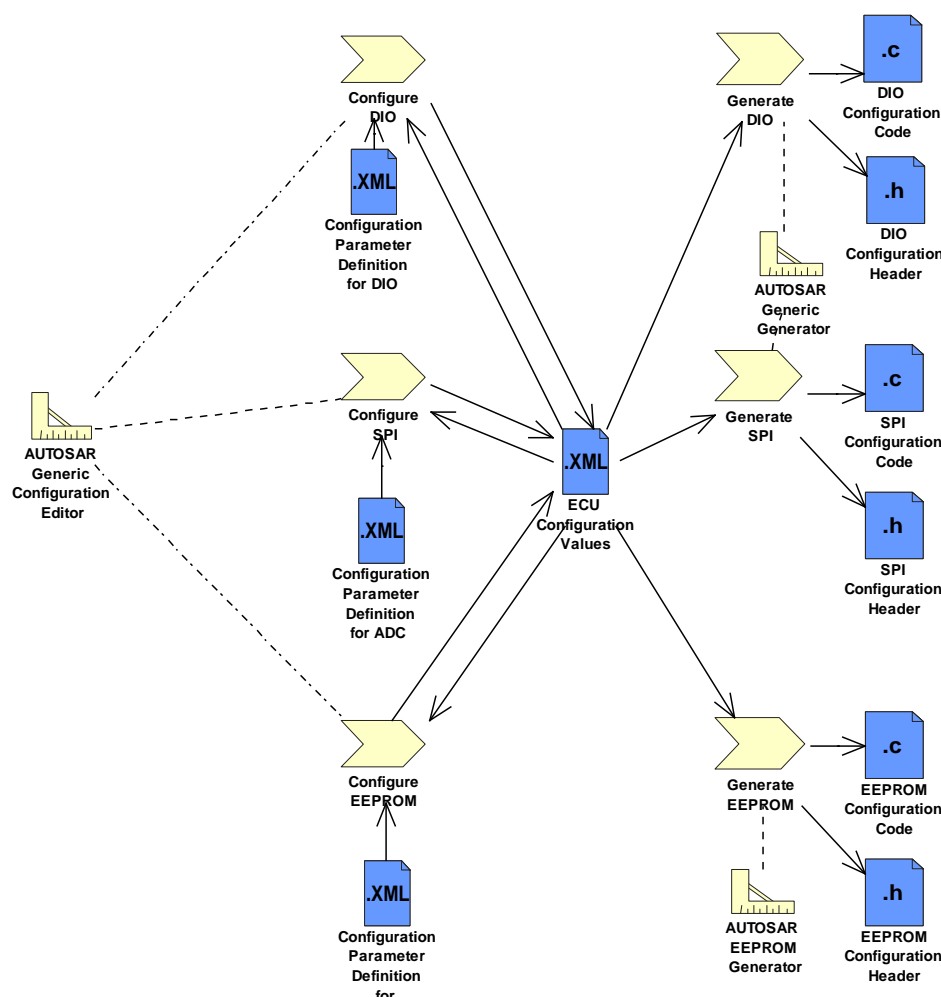 Configure
DIO
.XML
Configuration
Parameter
Definition
for DIO
Generate
DIO
.c
DIO
Configuration
Code
.h
DIO
Configuration
Header
AUTOSAR
Generic
Generator
AUTOSAR
Generic
Configuration
Editor
Configure
SPI
.XML
Configuration
Parameter
Definition
for ADC
.XML
ECU
Configuration
Values
Generate
SPI
.c
SPI
Configuration
Code
.h
SPI
Configuration
Header
Configure
EEPROM
.XML
Configuration
Parameter
Definition
for
Generate
EEPROM
.c
EEPROM
Configuration
Code
AUTOSAR
EEPROM
Generator
.h
EEPROM
Configuration
Header